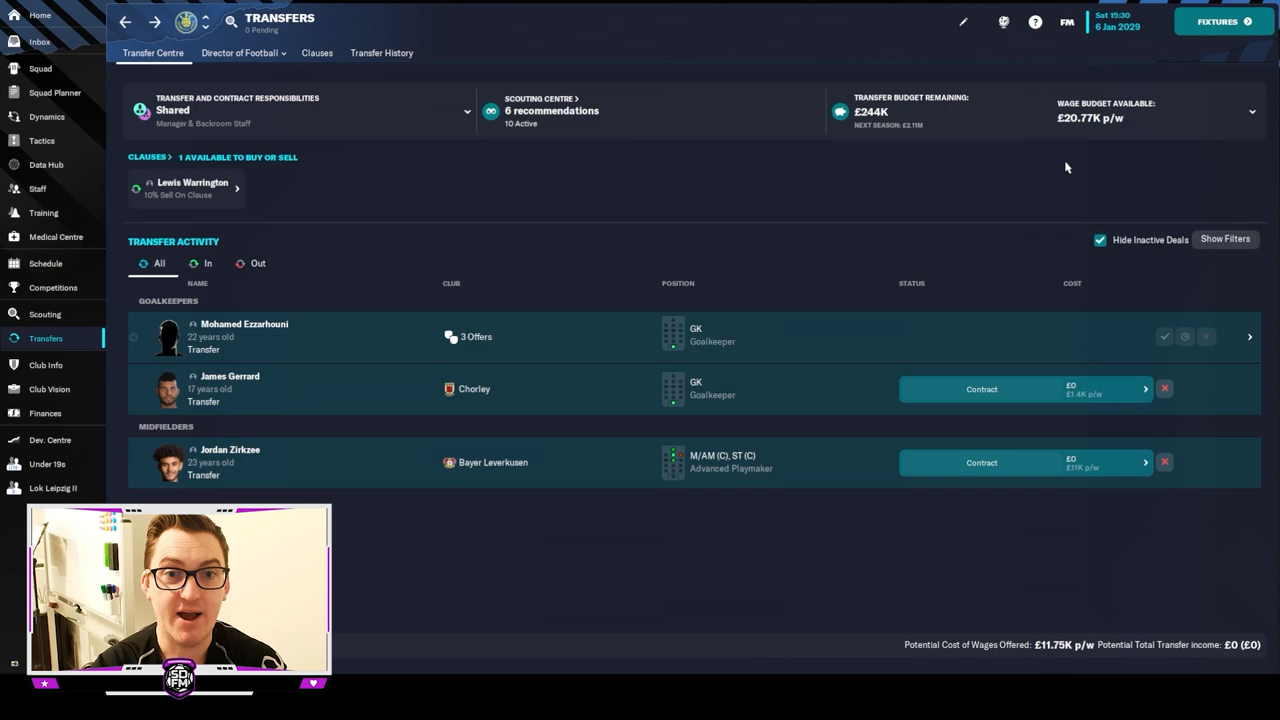 Home
Inbox
Squad
Squad Planner
Dynamics
Tactics
Data Hub
Staff
Training
Medical Centre
Schedule
Competitions
Scouting
Transfers
Club Info
Club Vision
Finances
Dev. Centre
Under 19s
Lok Leipzig II
TRANSFERS
0 Pending
FM
Sat 15:30
6 Jan 2029
FIXTURES
Transfer Centre
Director of Football
Clauses
Transfer History
TRANSFER AND CONTRACT RESPONSIBILITIES
Shared
Manager & Backroom Staff
SCOUTING CENTRE >
6 recommendations
10 Active
TRANSFER BUDGET REMAINING:
£244K
NEXT SEASON: £2.11M
WAGE BUDGET AVAILABLE:
£20.77K p/w
CLAUSES > 1 AVAILABLE TO BUY OR SELL
Lewis Warrington
10% Sell On Clause
TRANSFER ACTIVITY
Hide Inactive Deals
Show Filters
All
In
Out
NAME
CLUB
POSITION
STATUS
COST
GOALKEEPERS
Mohamed Ezzarhouni
22 years old
Transfer
3 Offers
GK
Goalkeeper
James Gerrard
17 years old
Transfer
Chorley
GK
Goalkeeper
Contract
£0
£1.4K p/w
MIDFIELDERS
Jordan Zirkzee
23 years old
Transfer
Bayer Leverkusen
M/AM (C), ST (C)
Advanced Playmaker
Contract
£0
£11K p/w
Potential Cost of Wages Offered: £11.75K p/w Potential Total Transfer income: £0 (£0)
SD
FM